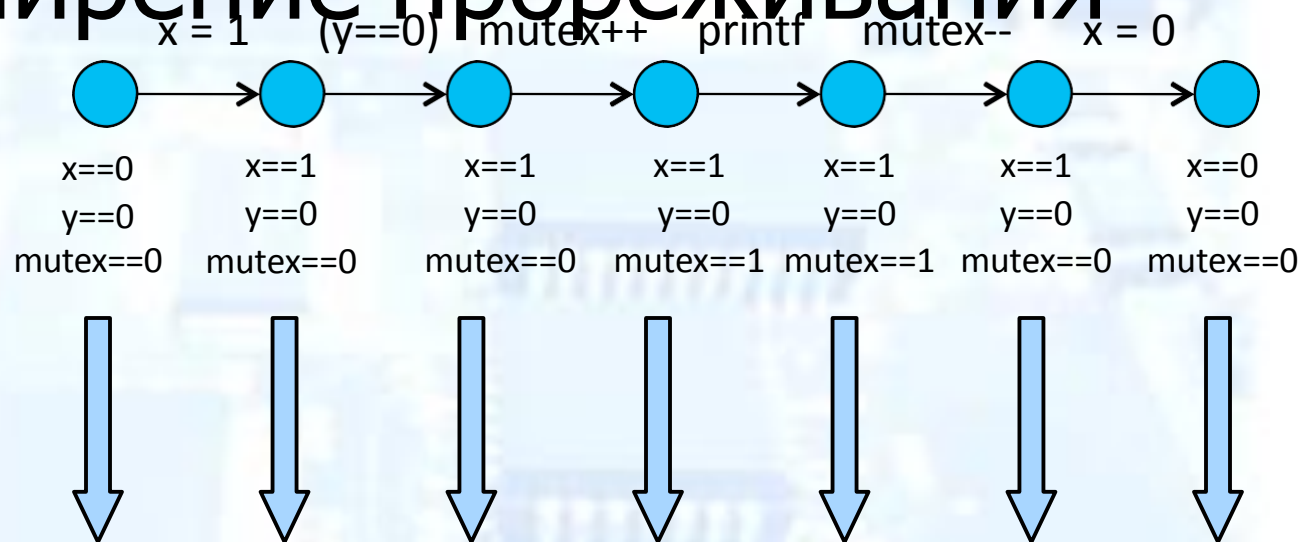 прореживания
x = 1 (y==0) mutex++ printf mutex-- x = 0
x==0 x==1 x==1 x==1 x==1 x==1 x==0
y==0 y==0 y==0 y==0 y==0 y==0 y==0
mutex==0 mutex==0 mutex==0 mutex==1 mutex==1 mutex==0 mutex==0